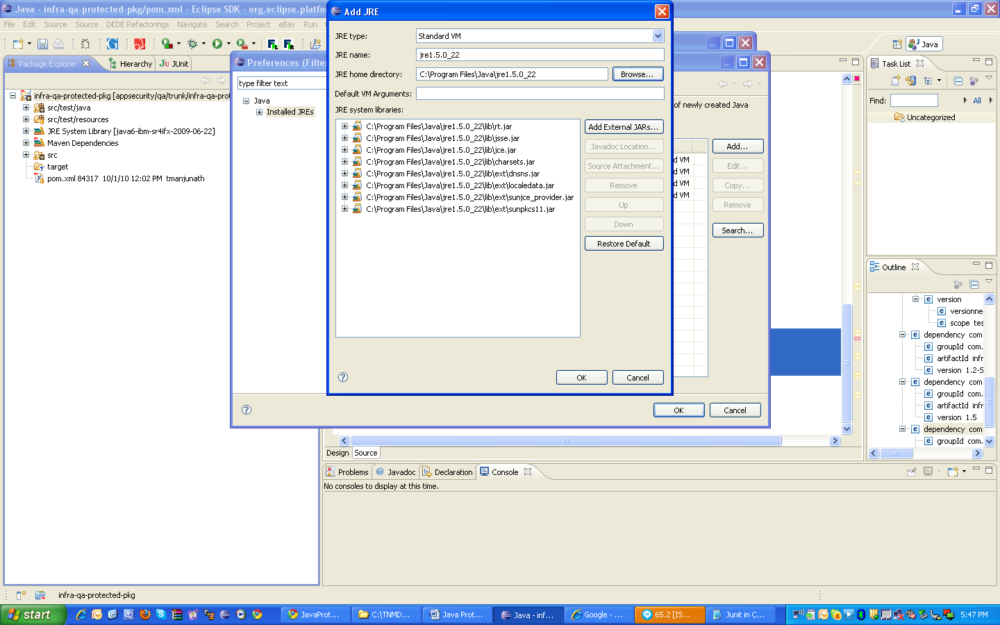 Java - infra-qa-protected-pkg/pom.xml - Eclipse SDK - org.eclipse.platfo
Add JRE
File Edit Source Source DEDE Refactorings Navigate Search Project eBay Run
Java
Package Explorer
Hierarchy
JUnit
infra-qa-protected-pkg [appsecurity/qa/trunk/infra-qa-pro
src/test/java
src/test/resources
JRE System Library [java6-ibm-sr4ifx-2009-06-22]
Maven Dependencies
src
target
pom.xml 84317 10/1/10 12:02 PM tmanjunath
Preferences (Filter
type filter text
Java
Installed JREs
of newly created Java
d VM
d VM
d VM
d VM
Add...
Edit...
Copy...
Remove
Search...
OK
Cancel
JRE type:
Standard VM
JRE name:
jre1.5.0_22
JRE home directory:
C:\Program Files\Java\jre1.5.0_22
Browse...
Default VM Arguments:
JRE system libraries:
C:\Program Files\Java\jre1.5.0_22\lib\rt.jar
C:\Program Files\Java\jre1.5.0_22\lib\jsse.jar
C:\Program Files\Java\jre1.5.0_22\lib\jce.jar
C:\Program Files\Java\jre1.5.0_22\lib\charsets.jar
C:\Program Files\Java\jre1.5.0_22\lib\ext\dnsns.jar
C:\Program Files\Java\jre1.5.0_22\lib\ext\localedata.jar
C:\Program Files\Java\jre1.5.0_22\lib\ext\sunjce_provider.jar
C:\Program Files\Java\jre1.5.0_22\lib\ext\sunpkcs11.jar
Add External JARs...
Javadoc Location...
Source Attachment...
Remove
Up
Down
Restore Default
OK
Cancel
Task List
Find:
All
Uncategorized
Outline
version
versionne
scope tes
dependency com
groupId com.
artifactId infr
version 1.2-S
dependency com
groupId com.
artifactId infr
version 1.5
dependency com
groupId com.
Design
Source
Problems
Javadoc
Declaration
Console
No consoles to display at this time.
infra-qa-protected-pkg
start
JavaProt...
C:\TNMD...
Java Prot...
Java - inf...
Google - ...
65.2 [IS...
Junit in C...
5:47 PM